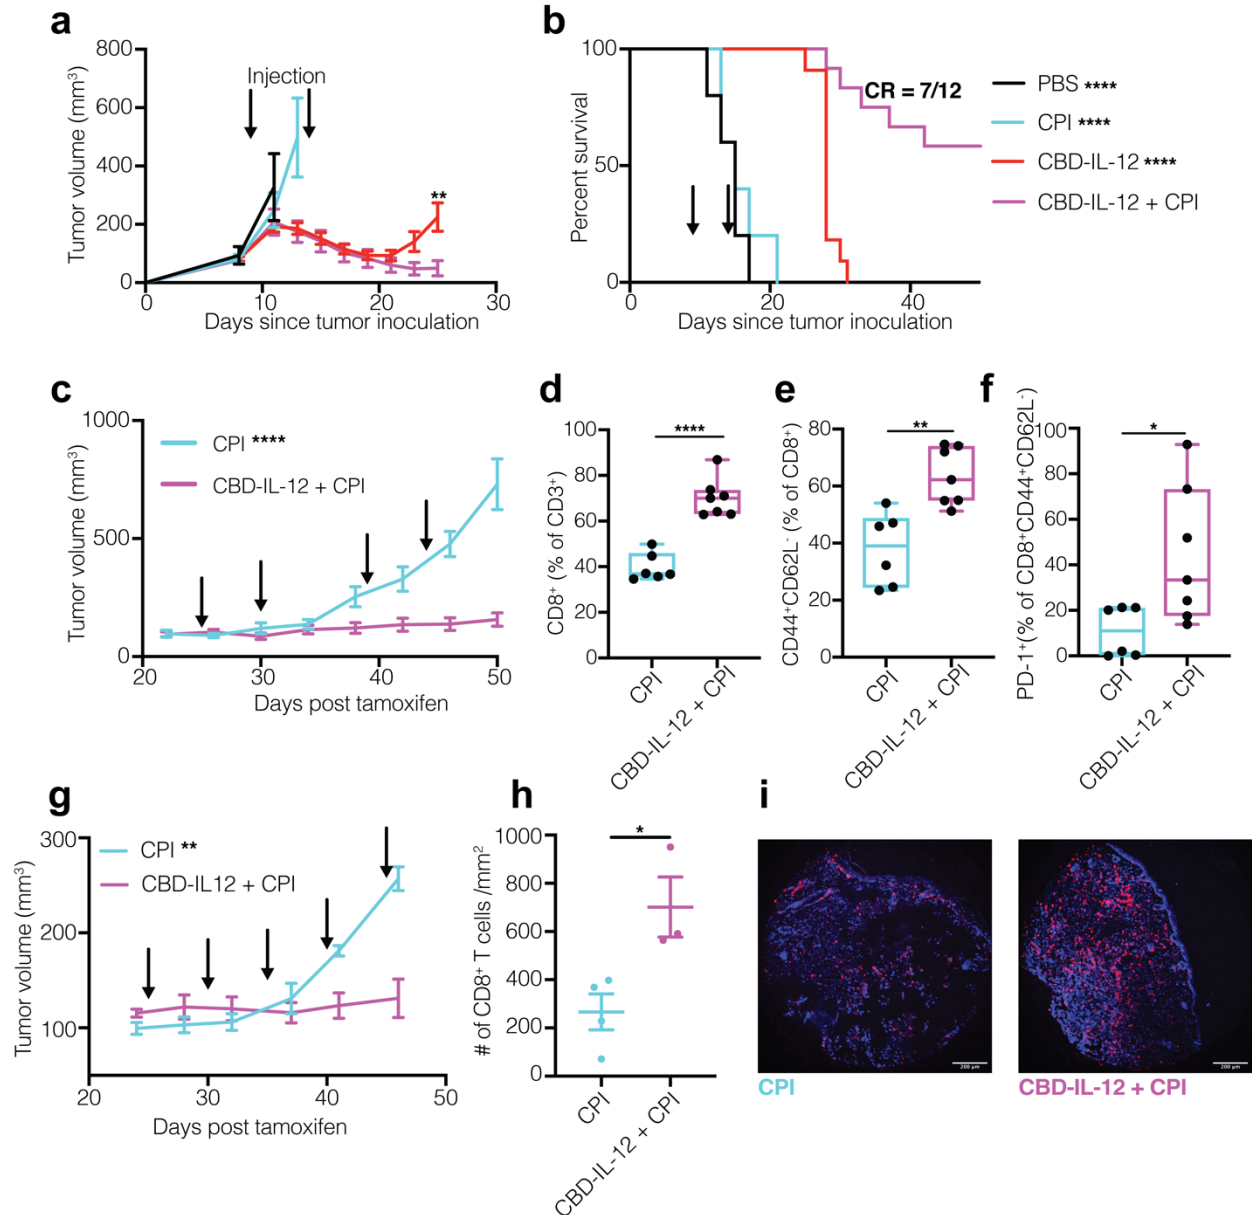 a
Tumor volume (mm³)
800
600
400
200
0
Injection
**
0
10
20
30
Days since tumor inoculation
b
Percent survival
100
50
0
CR = 7/12
0
20
40
Days since tumor inoculation
PBS ****
CPI ****
CBD-IL-12 ****
CBD-IL-12 + CPI
c
Tumor volume (mm³)
1000
500
0
CPI ****
CBD-IL-12 + CPI
20
30
40
50
Days post tamoxifen
d
CD8⁺ (% of CD3⁺)
100
80
60
40
20
0
****
CPI
CBD-IL-12 + CPI
e
CD44⁺CD62L⁻ (% of CD8⁺)
80
60
40
20
0
**
CPI
CBD-IL-12 + CPI
f
PD-1⁺(% of CD8⁺CD44⁺CD62L⁻)
100
80
60
40
20
0
*
CPI
CBD-IL-12 + CPI
g
Tumor volume (mm³)
300
200
100
CPI **
CBD-IL12 + CPI
20
30
40
50
Days post tamoxifen
h
# of CD8⁺ T cells /mm²
1000
800
600
400
200
0
*
CPI
CBD-IL-12 + CPI
i
200 µm
CPI
200 µm
CBD-IL-12 + CPI